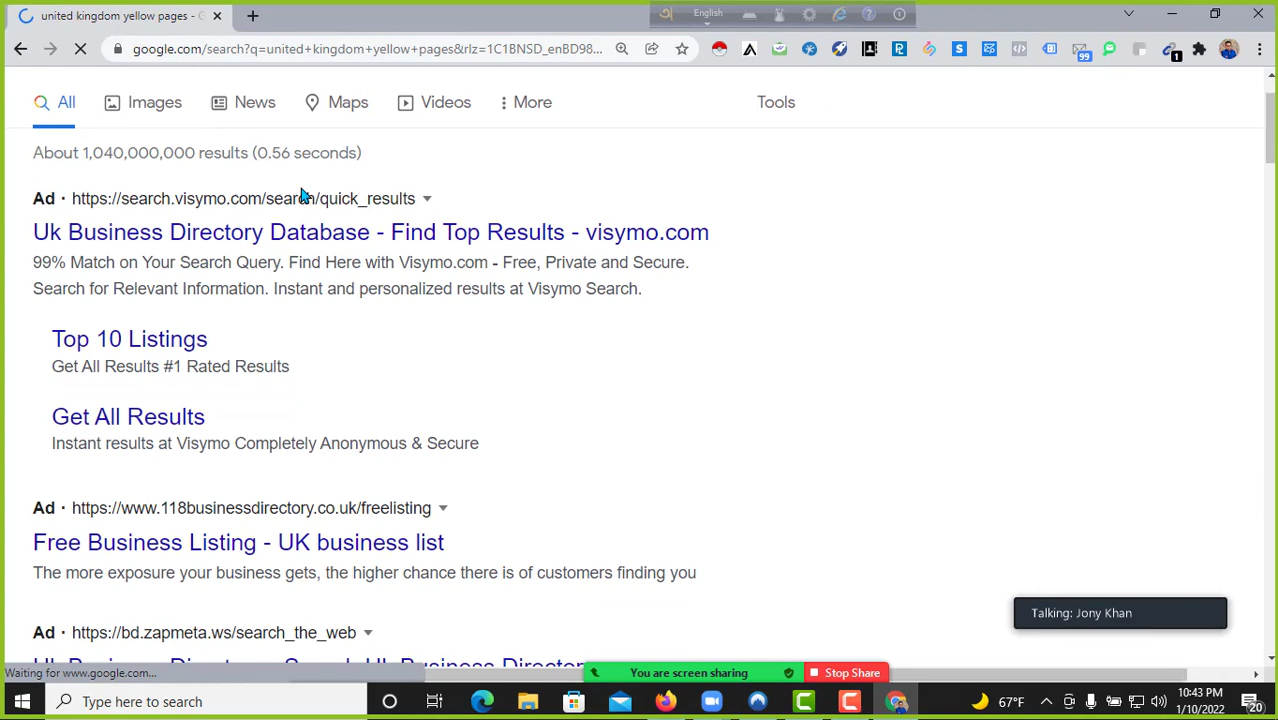 united kingdom yellow pages - G
English
google.com/search?q=united+kingdom+yellow+pages&rlz=1C1BNSD_enBD98...
99
1
All
Images
News
Maps
Videos
More
Tools
About 1,040,000,000 results (0.56 seconds)
Ad · https://search.visymo.com/search/quick_results
Uk Business Directory Database - Find Top Results - visymo.com
99% Match on Your Search Query. Find Here with Visymo.com - Free, Private and Secure.
Search for Relevant Information. Instant and personalized results at Visymo Search.
Top 10 Listings
Get All Results #1 Rated Results
Get All Results
Instant results at Visymo Completely Anonymous & Secure
Ad · https://www.118businessdirectory.co.uk/freelisting
Free Business Listing - UK business list
The more exposure your business gets, the higher chance there is of customers finding you
Talking: Jony Khan
Ad · https://bd.zapmeta.ws/search_the_web
Waiting for www.google.com...
You are screen sharing
Stop Share
Type here to search
67°F
10:43 PM
1/10/2022
20